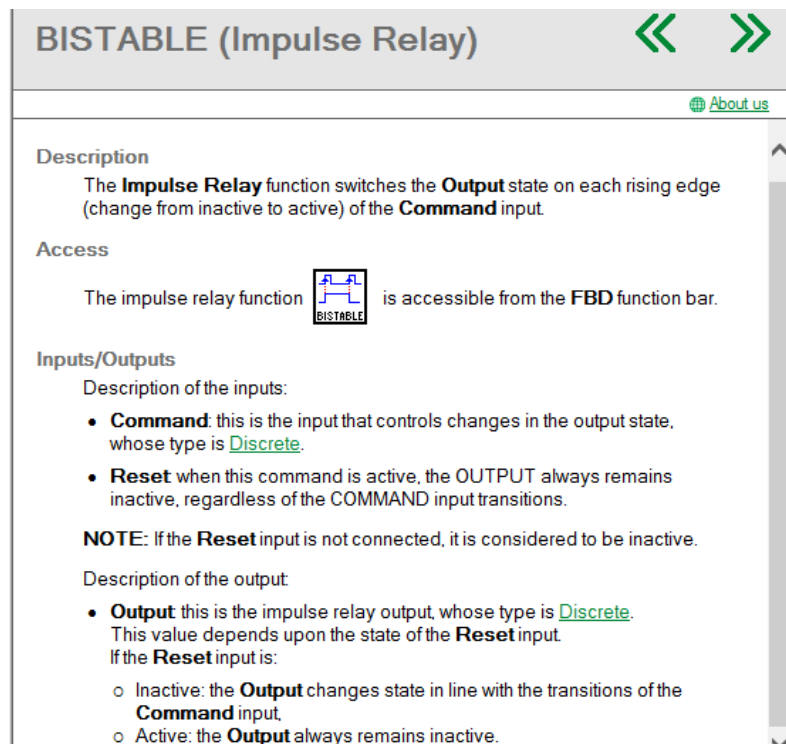 BISTABLE (Impulse Relay)
About us
Description
The Impulse Relay function switches the Output state on each rising edge
(change from inactive to active) of the Command input.
Access
The impulse relay function BISTABLE is accessible from the FBD function bar.
Inputs/Outputs
Description of the inputs:
• Command: this is the input that controls changes in the output state,
whose type is Discrete.
• Reset: when this command is active, the OUTPUT always remains
inactive, regardless of the COMMAND input transitions.
NOTE: If the Reset input is not connected, it is considered to be inactive.
Description of the output:
• Output: this is the impulse relay output, whose type is Discrete.
This value depends upon the state of the Reset input.
If the Reset input is:
○ Inactive: the Output changes state in line with the transitions of the
Command input,
○ Active: the Output always remains inactive.